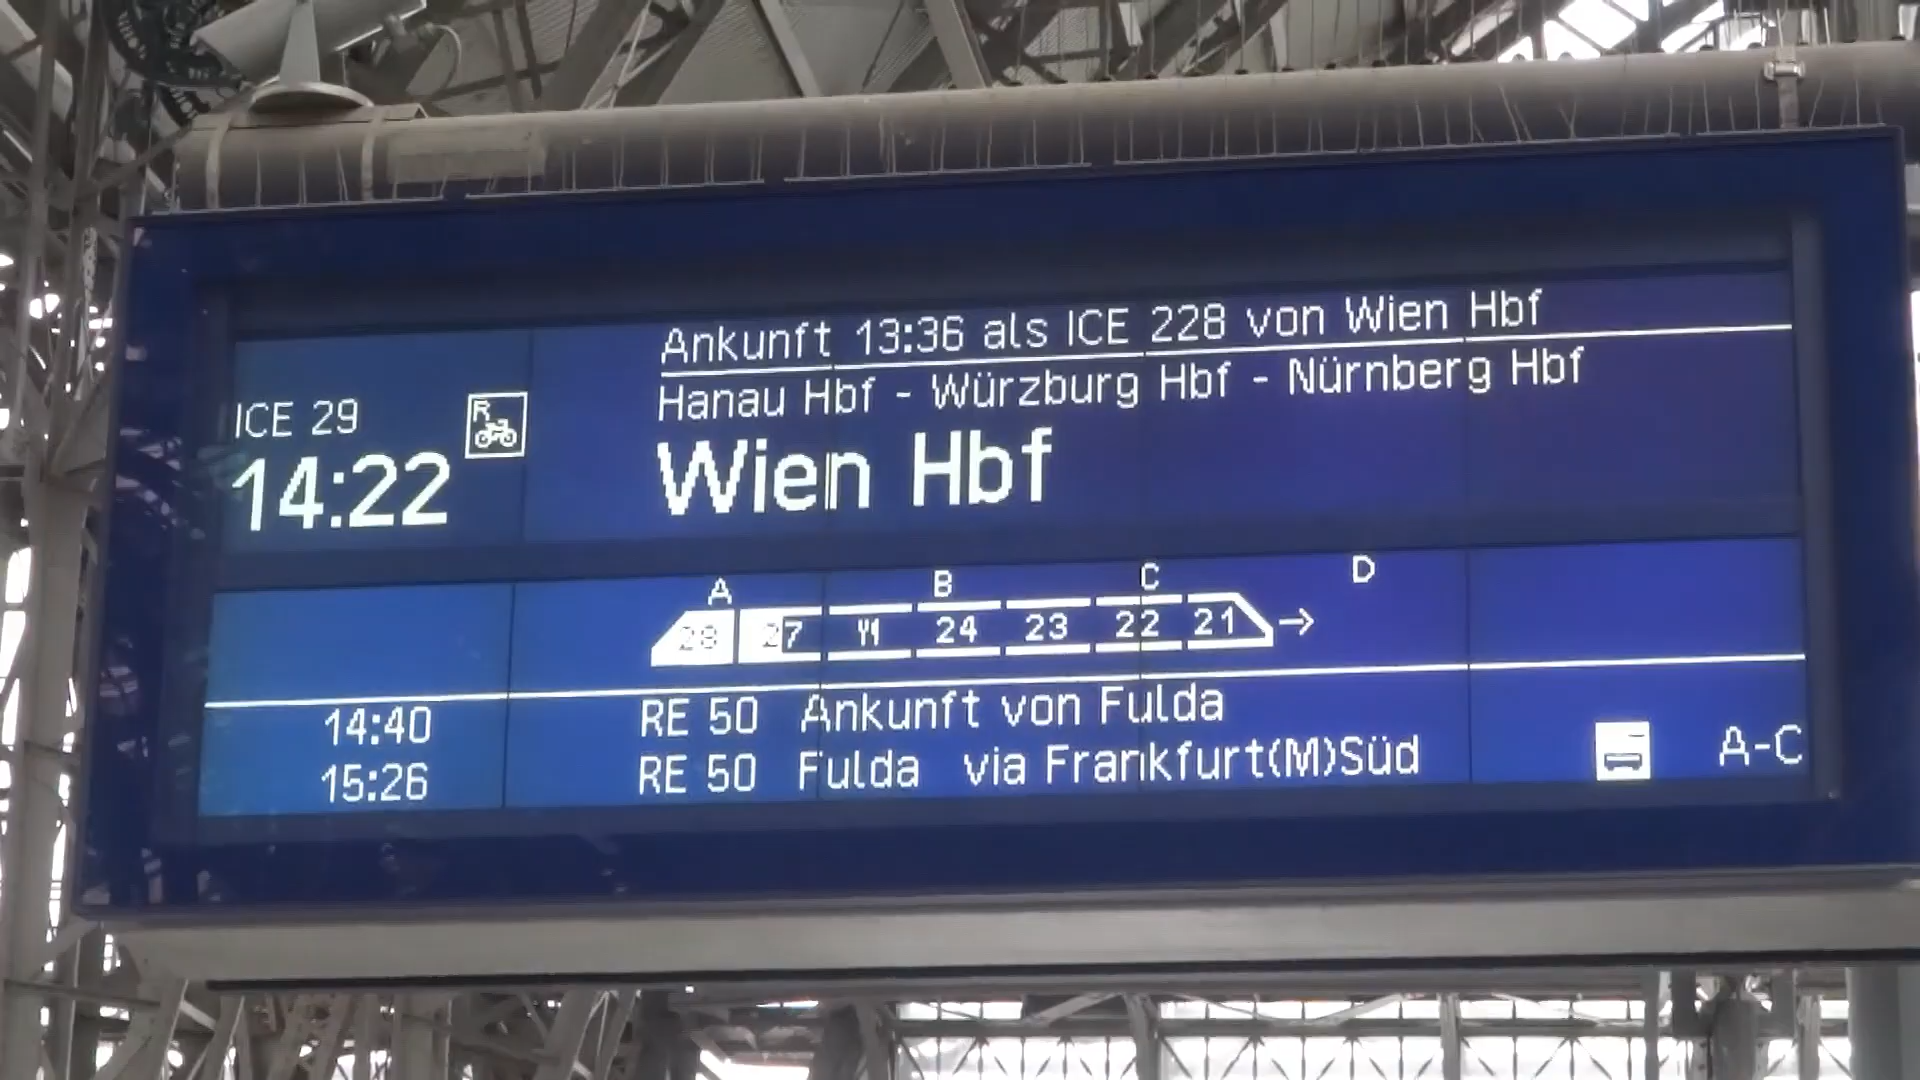 Ankunft 13:36 als ICE 228 von Wien Hbf
Hanau Hbf - Würzburg Hbf - Nürnberg Hbf
ICE 29
R
14:22
Wien Hbf
A B C D
28 27 24 23 22 21 →
14:40 RE 50 Ankunft von Fulda
15:26 RE 50 Fulda via Frankfurt(M)Süd A-C